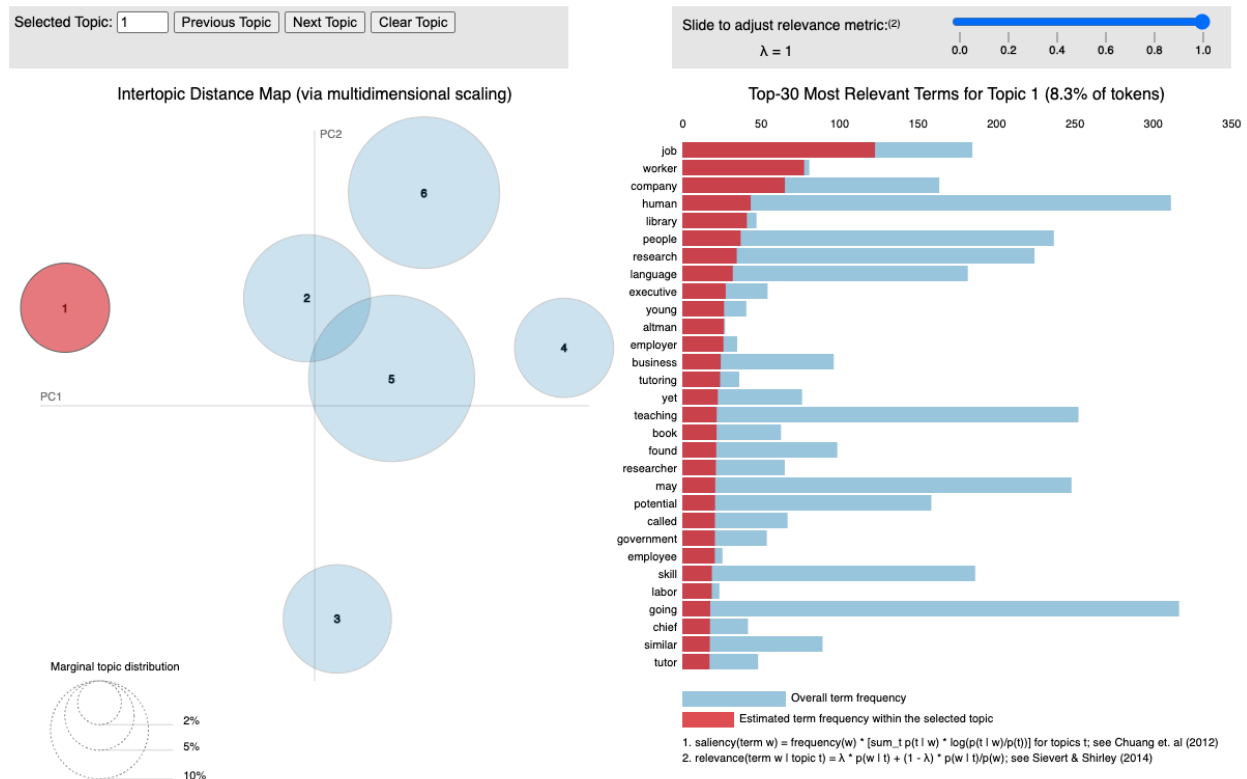 Selected Topic: 1 Previous Topic Next Topic Clear Topic
Slide to adjust relevance metric:(2)
λ = 1
0.0 0.2 0.4 0.6 0.8 1.0
Intertopic Distance Map (via multidimensional scaling)
PC2
6
2
1
4
5
PC1
3
Marginal topic distribution
2%
5%
10%
Top-30 Most Relevant Terms for Topic 1 (8.3% of tokens)
0 50 100 150 200 250 300 350
job
worker
company
human
library
people
research
language
executive
young
altman
employer
business
tutoring
yet
teaching
book
found
researcher
may
potential
called
government
employee
skill
labor
going
chief
similar
tutor
Overall term frequency
Estimated term frequency within the selected topic
1. saliency(term w) = frequency(w) * [sum_t p(t | w) * log(p(t | w)/p(t))] for topics t; see Chuang et. al (2012)
2. relevance(term w | topic t) = λ * p(w | t) + (1 - λ) * p(w | t)/p(w); see Sievert & Shirley (2014)